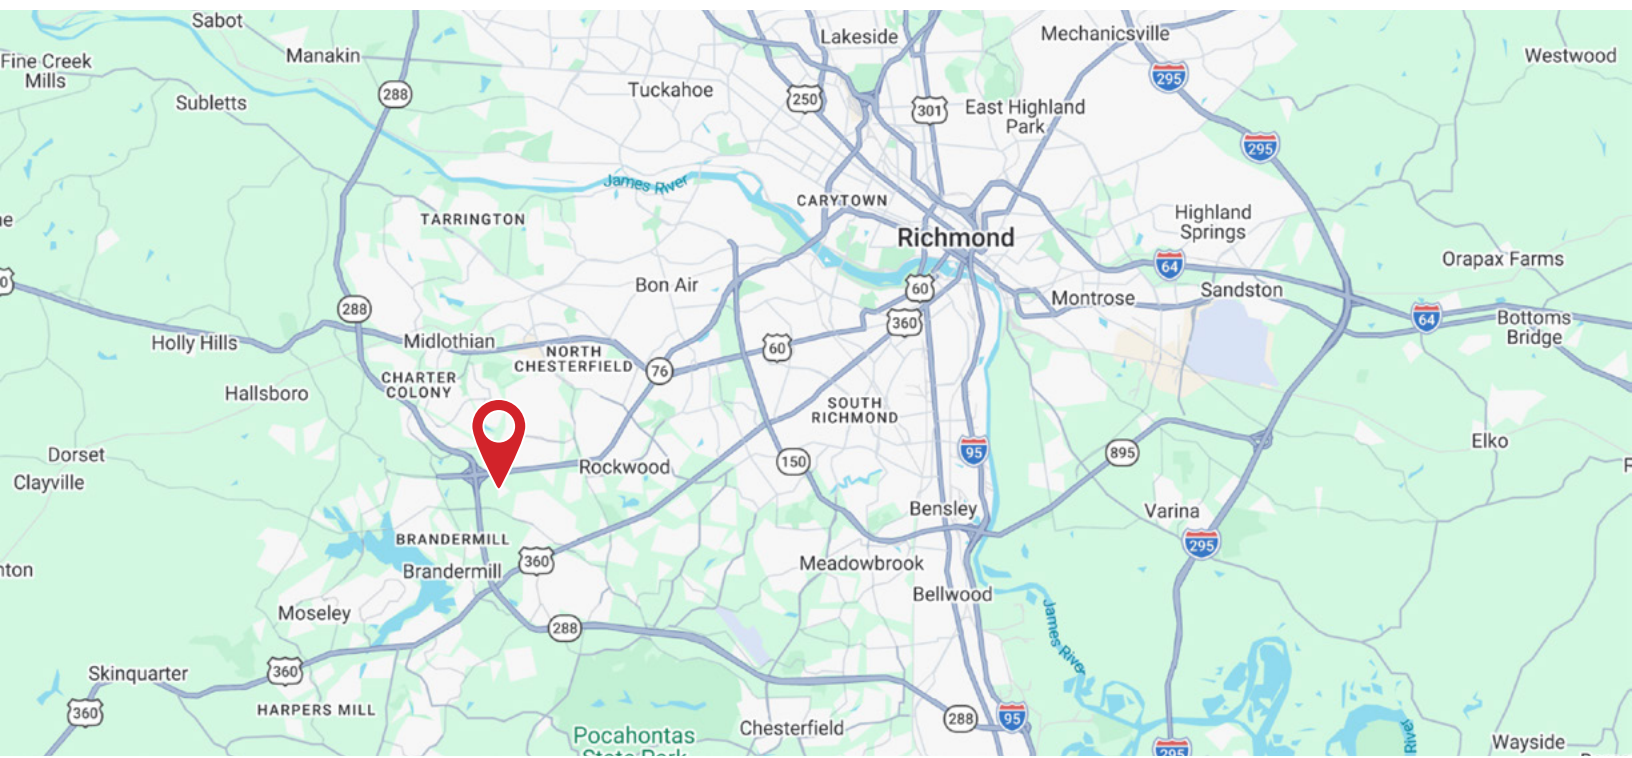 Sabot
Lakeside
Mechanicsville
Manakin
Westwood
Fine Creek
Mills
295
288
Tuckahoe
250
Subletts
301
East Highland
Park
295
James River
CARYTOWN
TARRINGTON
Highland
Springs
Richmond
64
Orapax Farms
Bon Air
60
Montrose
Sandston
288
360
64
Bottoms
Bridge
Holly Hills
Midlothian
60
NORTH
CHESTERFIELD
76
CHARTER
COLONY
Hallsboro
SOUTH
RICHMOND
Elko
Dorset
95
895
Rockwood
150
Clayville
Bensley
Varina
BRANDERMILL
295
360
Meadowbrook
Brandermill
Bellwood
Moseley
James River
288
Skinquarter
360
HARPERS MILL
360
288
95
Chesterfield
Pocahontas
State Park
River
Wayside
295